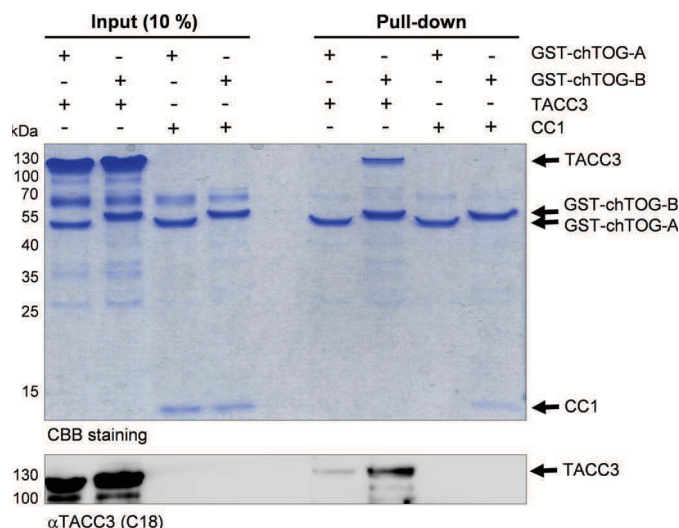 Input (10 %) Pull-down
+ - + - + - + - GST-chTOG-A
- + - + - + - + GST-chTOG-B
+ + - - + + - - TACC3
kDa - - + + - - + + CC1
130 TACC3
100
70
55 GST-chTOG-B
GST-chTOG-A
40
35
25
15 CC1
CBB staining
130 TACC3
100
αTACC3 (C18)